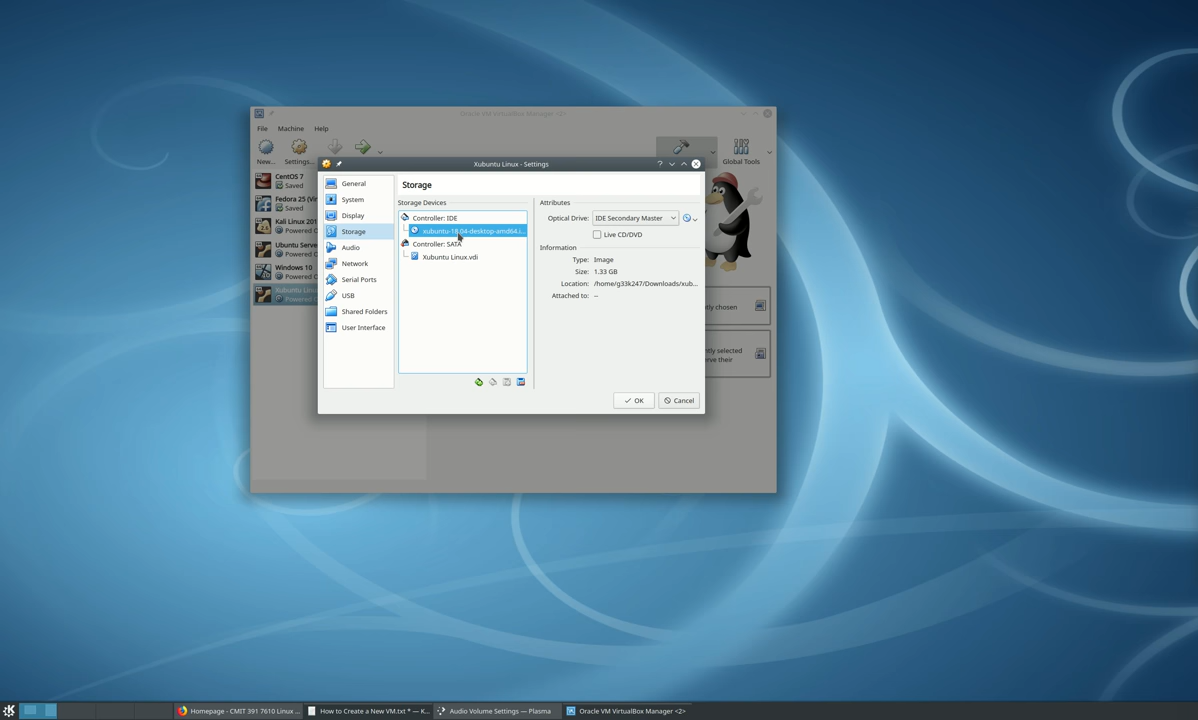 Oracle VM VirtualBox Manager <2>
File Machine Help
New... Settings...
Global Tools
CentOS 7
Saved
Fedora 25 (Vir
Saved
Kali Linux 201
Powered O
Ubuntu Serve
Powered O
Windows 10
Powered O
Xubuntu Linu
Powered O
ntly chosen
ntly selected
erve their
Xubuntu Linux - Settings
General
System
Display
Storage
Audio
Network
Serial Ports
USB
Shared Folders
User Interface
Storage
Storage Devices
Controller: IDE
xubuntu-18.04-desktop-amd64.i...
Controller: SATA
Xubuntu Linux.vdi
Attributes
Optical Drive: IDE Secondary Master
Live CD/DVD
Information
Type: Image
Size: 1.33 GB
Location: /home/g33k247/Downloads/xub...
Attached to: --
OK Cancel
Homepage - CMIT 391 7610 Linux ... How to Create a New VM.txt * — K... Audio Volume Settings — Plasma Oracle VM VirtualBox Manager <2>